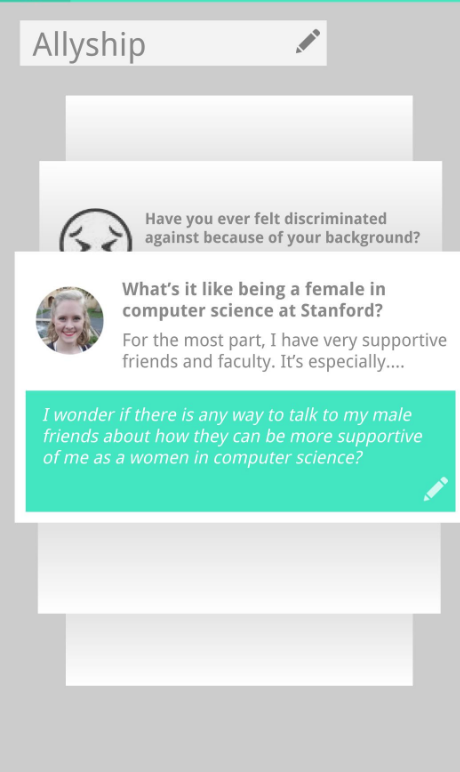 Allyship
Have you ever felt discriminated
against because of your background?
What's it like being a female in
computer science at Stanford?
For the most part, I have very supportive
friends and faculty. It's especially....
I wonder if there is any way to talk to my male
friends about how they can be more supportive
of me as a women in computer science?